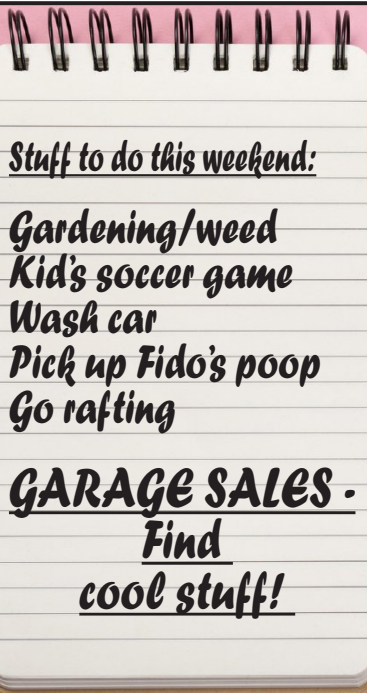 Stuff to do this weekend:
Gardening/weed
Kid's soccer game
Wash car
Pick up Fido's poop
Go rafting
GARAGE SALES -
Find
cool stuff!